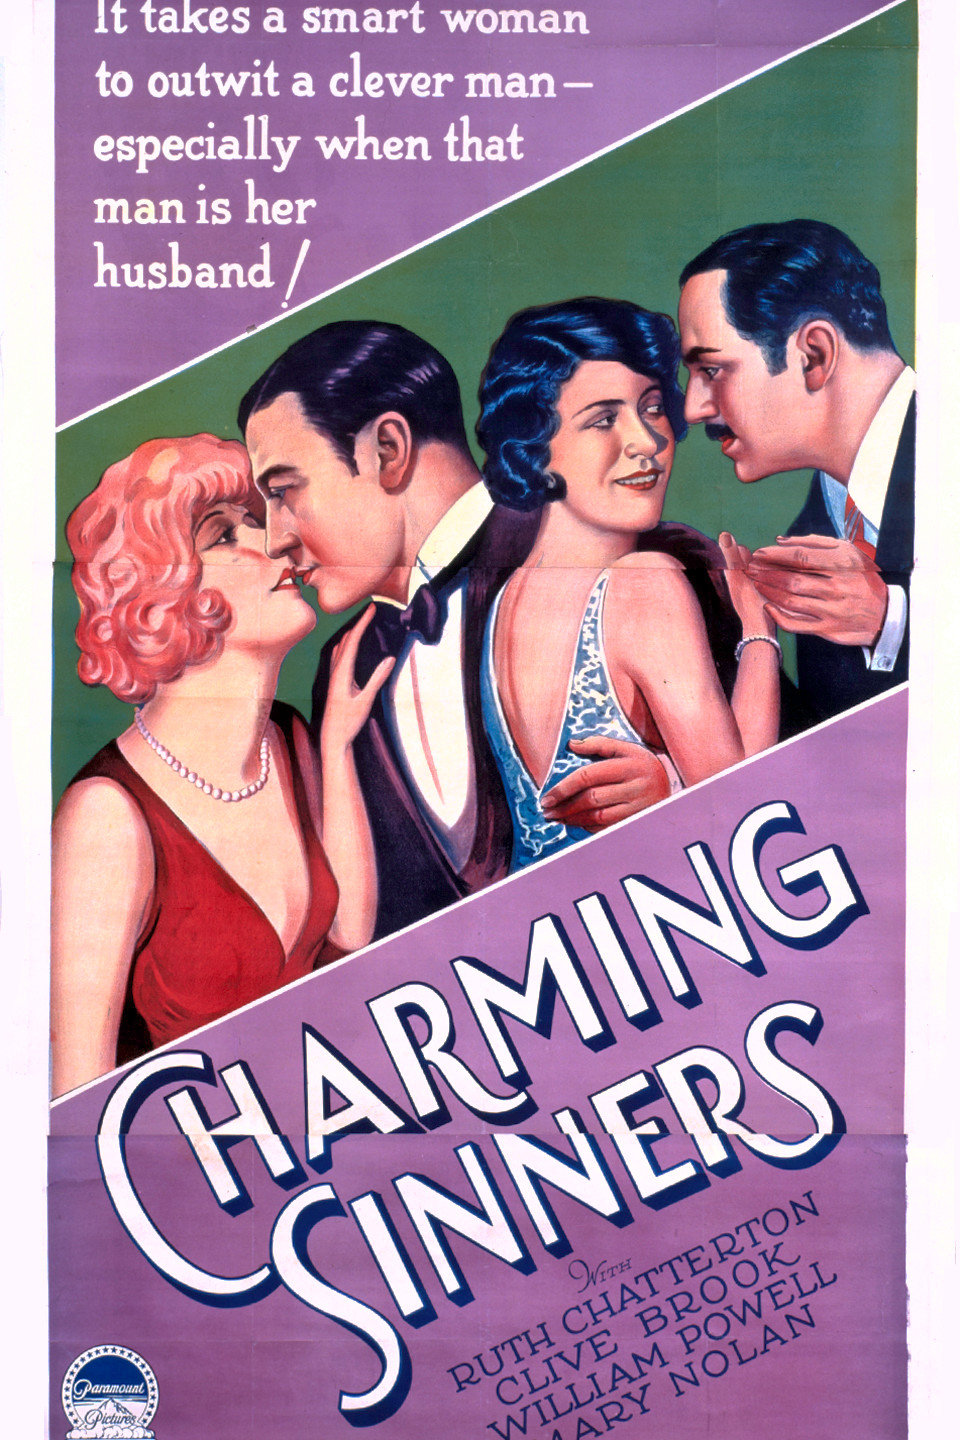 It takes a smart woman
to outwit a clever man—
especially when that
man is her
husband!
CHARMING
SINNERS
WITH
RUTH CHATTERTON
CLIVE BROOK
WILLIAM POWELL
MARY NOLAN
Paramount
Pictures